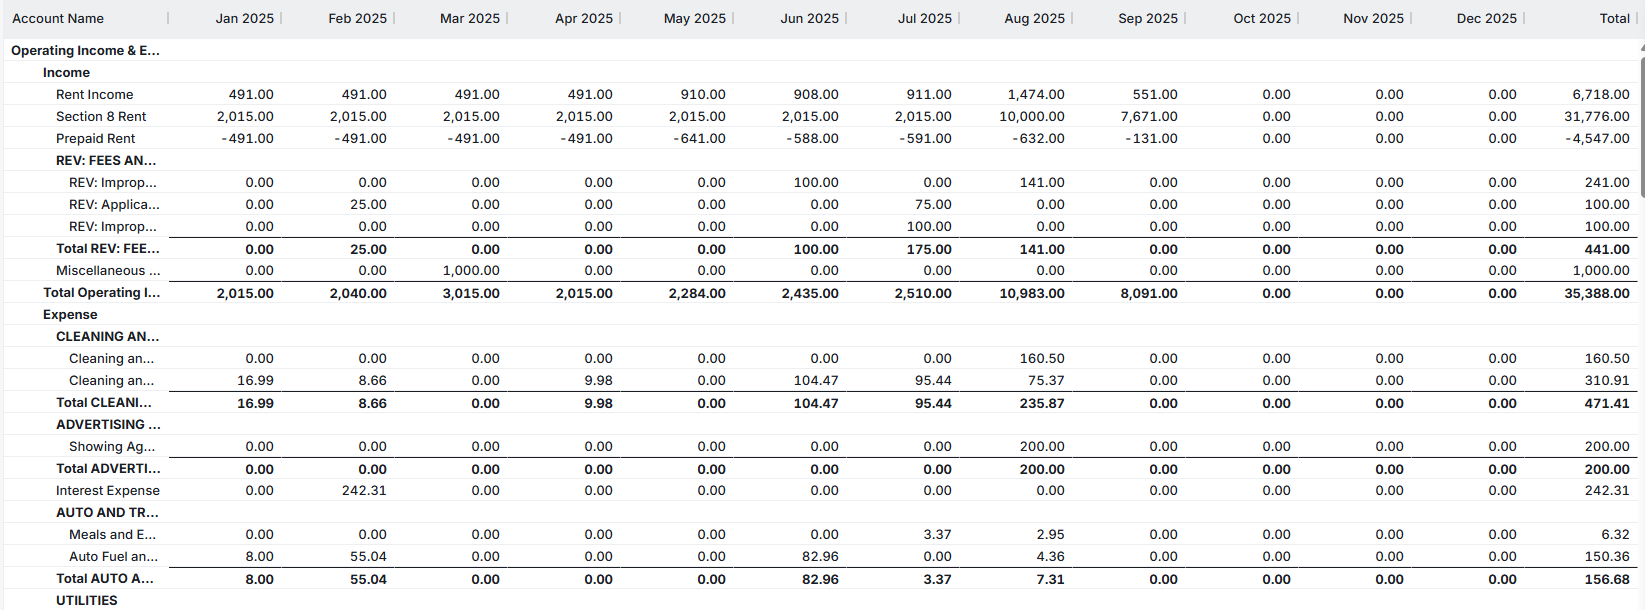 Account Name Jan 2025 Feb 2025 Mar 2025 Apr 2025 May 2025 Jun 2025 Jul 2025 Aug 2025 Sep 2025 Oct 2025 Nov 2025 Dec 2025 Total
Operating Income & E...
Income
Rent Income 491.00 491.00 491.00 491.00 910.00 908.00 911.00 1,474.00 551.00 0.00 0.00 0.00 6,718.00
Section 8 Rent 2,015.00 2,015.00 2,015.00 2,015.00 2,015.00 2,015.00 2,015.00 10,000.00 7,671.00 0.00 0.00 0.00 31,776.00
Prepaid Rent -491.00 -491.00 -491.00 -491.00 -641.00 -588.00 -591.00 -632.00 -131.00 0.00 0.00 0.00 -4,547.00
REV: FEES AN...
REV: Improp... 0.00 0.00 0.00 0.00 0.00 100.00 0.00 141.00 0.00 0.00 0.00 0.00 241.00
REV: Applica... 0.00 25.00 0.00 0.00 0.00 0.00 75.00 0.00 0.00 0.00 0.00 0.00 100.00
REV: Improp... 0.00 0.00 0.00 0.00 0.00 0.00 100.00 0.00 0.00 0.00 0.00 0.00 100.00
Total REV: FEE... 0.00 25.00 0.00 0.00 0.00 100.00 175.00 141.00 0.00 0.00 0.00 0.00 441.00
Miscellaneous ... 0.00 0.00 1,000.00 0.00 0.00 0.00 0.00 0.00 0.00 0.00 0.00 0.00 1,000.00
Total Operating I... 2,015.00 2,040.00 3,015.00 2,015.00 2,284.00 2,435.00 2,510.00 10,983.00 8,091.00 0.00 0.00 0.00 35,388.00
Expense
CLEANING AN...
Cleaning an... 0.00 0.00 0.00 0.00 0.00 0.00 0.00 160.50 0.00 0.00 0.00 0.00 160.50
Cleaning an... 16.99 8.66 0.00 9.98 0.00 104.47 95.44 75.37 0.00 0.00 0.00 0.00 310.91
Total CLEANI... 16.99 8.66 0.00 9.98 0.00 104.47 95.44 235.87 0.00 0.00 0.00 0.00 471.41
ADVERTISING ...
Showing Ag... 0.00 0.00 0.00 0.00 0.00 0.00 0.00 200.00 0.00 0.00 0.00 0.00 200.00
Total ADVERTI... 0.00 0.00 0.00 0.00 0.00 0.00 0.00 200.00 0.00 0.00 0.00 0.00 200.00
Interest Expense 0.00 242.31 0.00 0.00 0.00 0.00 0.00 0.00 0.00 0.00 0.00 0.00 242.31
AUTO AND TR...
Meals and E... 0.00 0.00 0.00 0.00 0.00 0.00 3.37 2.95 0.00 0.00 0.00 0.00 6.32
Auto Fuel an... 8.00 55.04 0.00 0.00 0.00 82.96 0.00 4.36 0.00 0.00 0.00 0.00 150.36
Total AUTO A... 8.00 55.04 0.00 0.00 0.00 82.96 3.37 7.31 0.00 0.00 0.00 0.00 156.68
UTILITIES